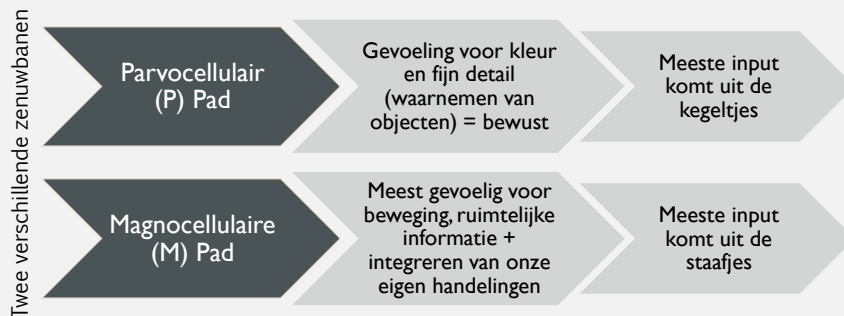 Twee verschillende zenuwbanen
Parvocellulair
(P) Pad
Gevoeling voor kleur
en fijn detail
(waarnemen van
objecten) = bewust
Meeste input
komt uit de
kegeltjes
Magnocellulaire
(M) Pad
Meest gevoelig voor
beweging, ruimtelijke
informatie +
integreren van onze
eigen handelingen
Meeste input
komt uit de
staafjes